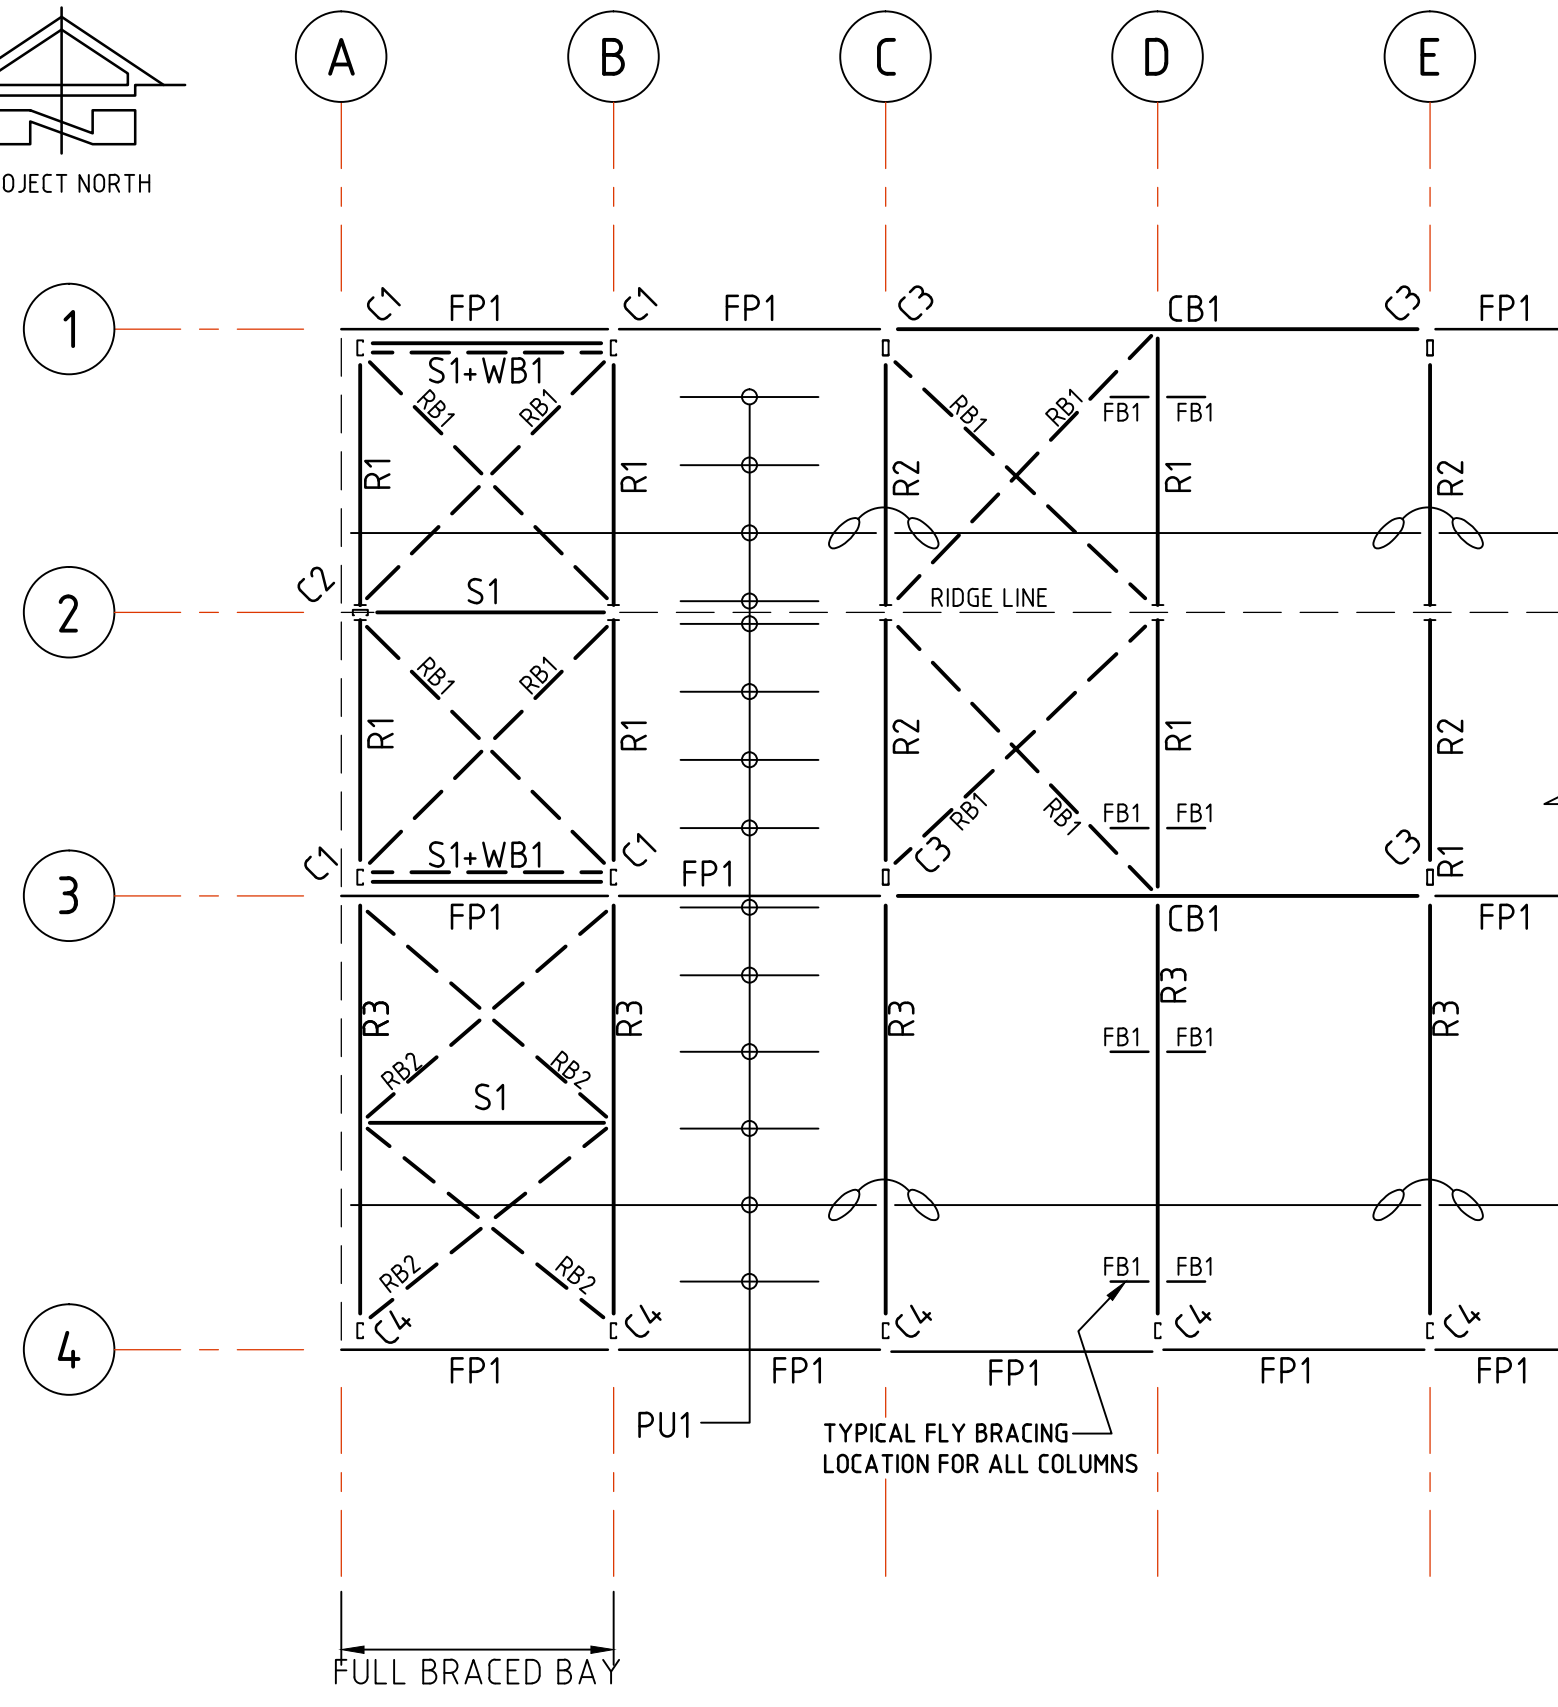 A
B
C
D
E
OJECT NORTH
1
C1
FP1
C1
FP1
C3
CB1
C3
FP1
S1+WB1
RB1
RB1
RB1
RB1
FB1
FB1
R1
R1
R2
R1
R2
2
C2
S1
RIDGE LINE
RB1
RB1
R1
R1
R2
R1
R2
RB1
RB1
FB1
FB1
C1
S1+WB1
C1
FP1
C3
C3
R1
3
FP1
CB1
FP1
R3
R3
R3
R3
R3
FB1
FB1
RB2
RB2
S1
RB2
RB2
FB1
FB1
C4
C4
C4
C4
C4
4
FP1
FP1
FP1
FP1
FP1
PU1
TYPICAL FLY BRACING
LOCATION FOR ALL COLUMNS
FULL BRACED BAY